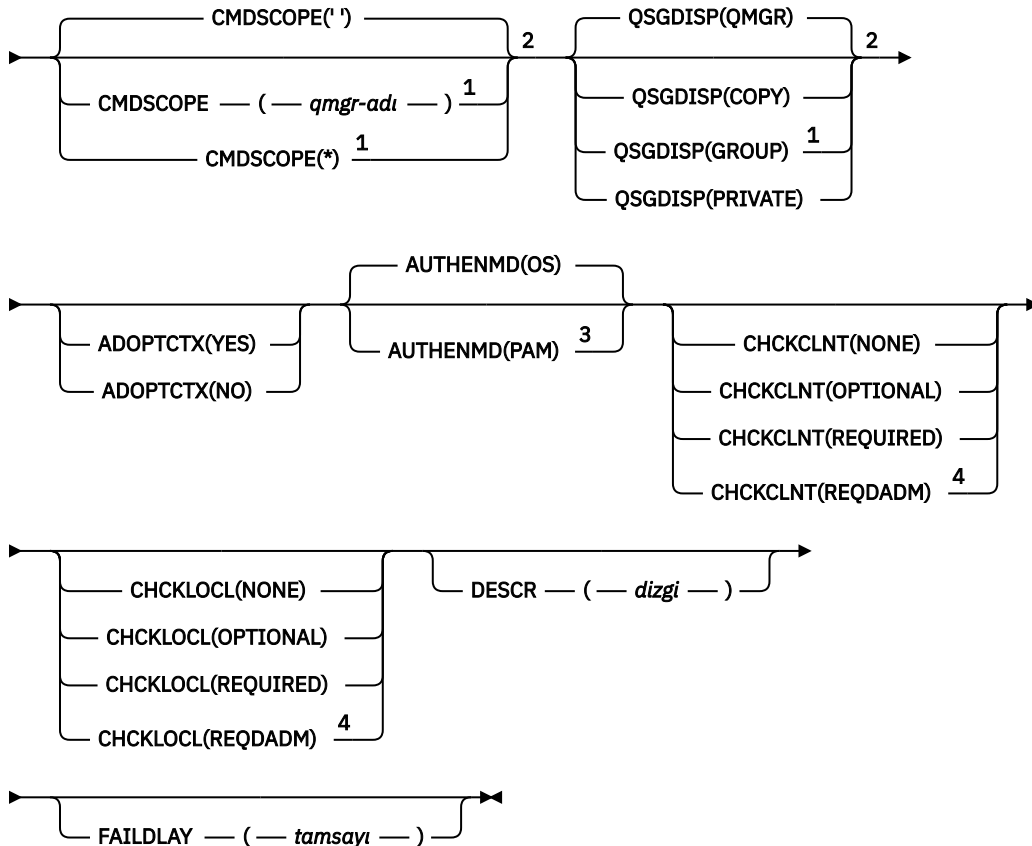 CMDSCOPE(' ')
2
CMDSCOPE ( qmgr-adı ) 1
CMDSCOPE(*) 1
QSGDISP(QMGR)
2
QSGDISP(COPY)
QSGDISP(GROUP) 1
QSGDISP(PRIVATE)
ADOPTCTX(YES)
ADOPTCTX(NO)
AUTHENMD(OS)
AUTHENMD(PAM) 3
CHCKCLNT(NONE)
CHCKCLNT(OPTIONAL)
CHCKCLNT(REQUIRED)
CHCKCLNT(REQDADM) 4
CHCKLOCL(NONE)
CHCKLOCL(OPTIONAL)
CHCKLOCL(REQUIRED)
CHCKLOCL(REQDADM) 4
DESCR ( dizgi )
FAILDLAY ( tamsayı )